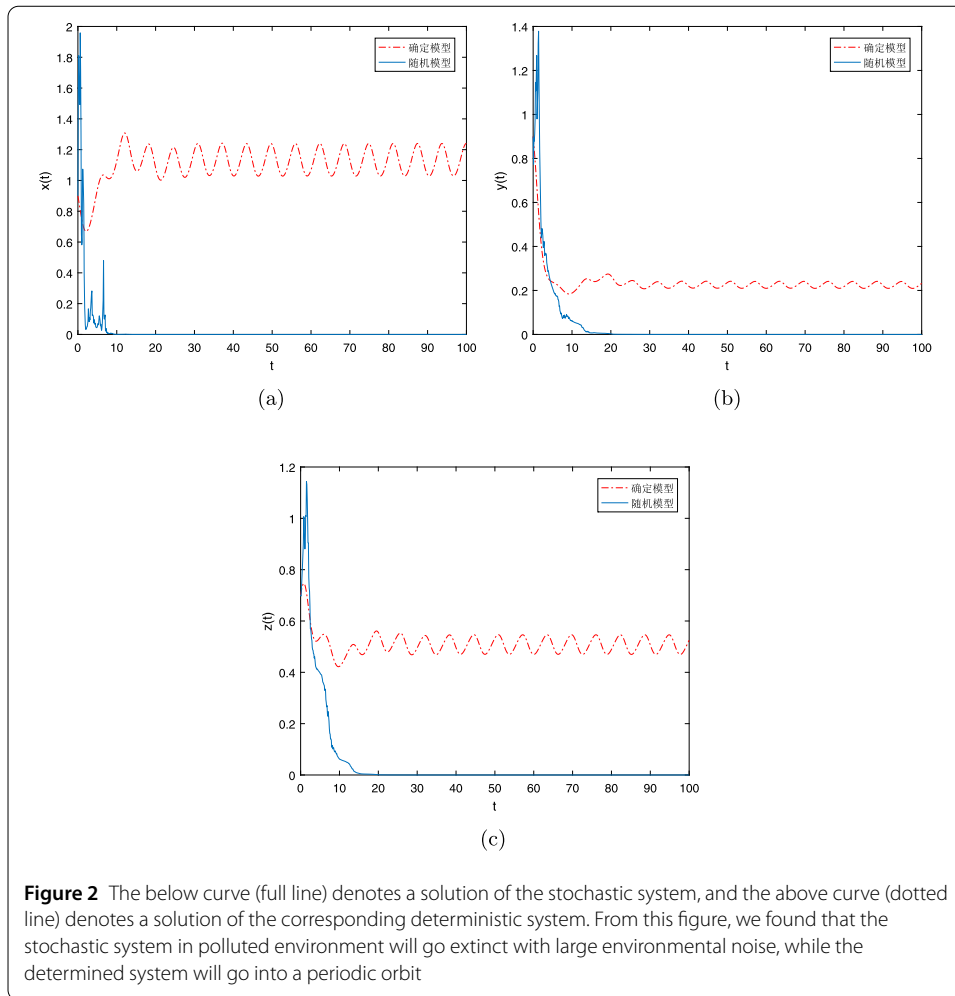 2
1.8
1.6
1.4
1.2
1
0.8
0.6
0.4
0.2
0
x(t)
确定模型
随机模型
0 10 20 30 40 50 60 70 80 90 100
t
(a)
1.4
1.2
1
0.8
0.6
0.4
0.2
0
y(t)
确定模型
随机模型
0 10 20 30 40 50 60 70 80 90 100
t
(b)
1.2
1
0.8
0.6
0.4
0.2
0
z(t)
确定模型
随机模型
0 10 20 30 40 50 60 70 80 90 100
t
(c)
Figure 2 The below curve (full line) denotes a solution of the stochastic system, and the above curve (dotted
line) denotes a solution of the corresponding deterministic system. From this figure, we found that the
stochastic system in polluted environment will go extinct with large environmental noise, while the
determined system will go into a periodic orbit